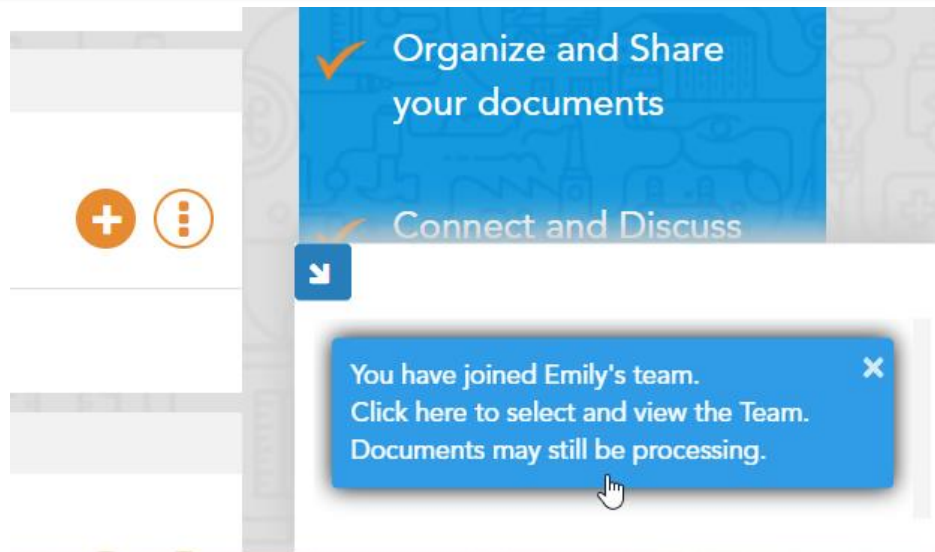 Organize and Share
your documents
Connect and Discuss
You have joined Emily's team.
Click here to select and view the Team.
Documents may still be processing.